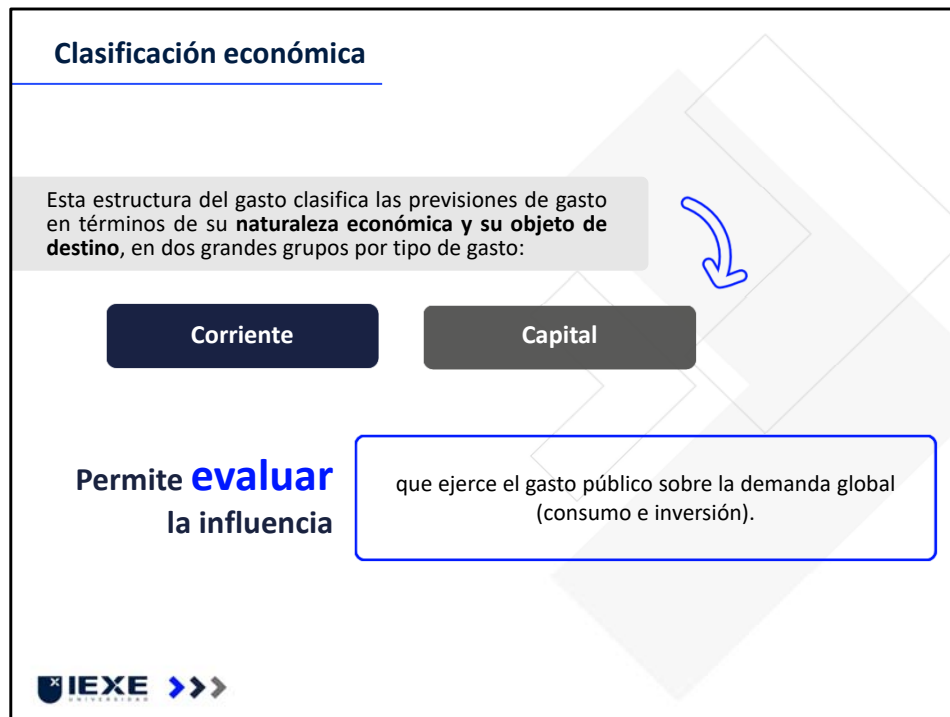 Clasificación económica
Esta estructura del gasto clasifica las previsiones de gasto
en términos de su naturaleza económica y su objeto de
destino, en dos grandes grupos por tipo de gasto:
Corriente
Capital
Permite evaluar
la influencia
que ejerce el gasto público sobre la demanda global
(consumo e inversión).
IEXE
UNIVERSIDAD